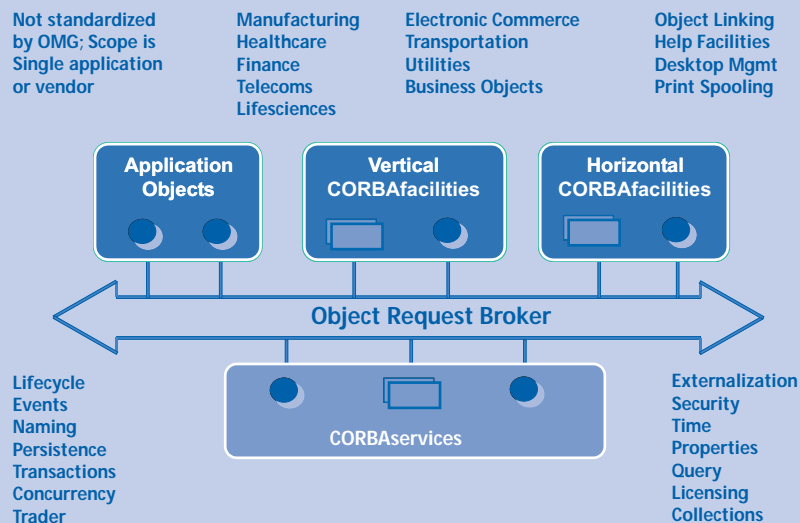 Not standardized
by OMG; Scope is
Single application
or vendor
Manufacturing
Healthcare
Finance
Telecoms
Lifesciences
Electronic Commerce
Transportation
Utilities
Business Objects
Object Linking
Help Facilities
Desktop Mgmt
Print Spooling
Application
Objects
Vertical
CORBAfacilities
Horizontal
CORBAfacilities
Object Request Broker
CORBAservices
Lifecycle
Events
Naming
Persistence
Transactions
Concurrency
Trader
Externalization
Security
Time
Properties
Query
Licensing
Collections